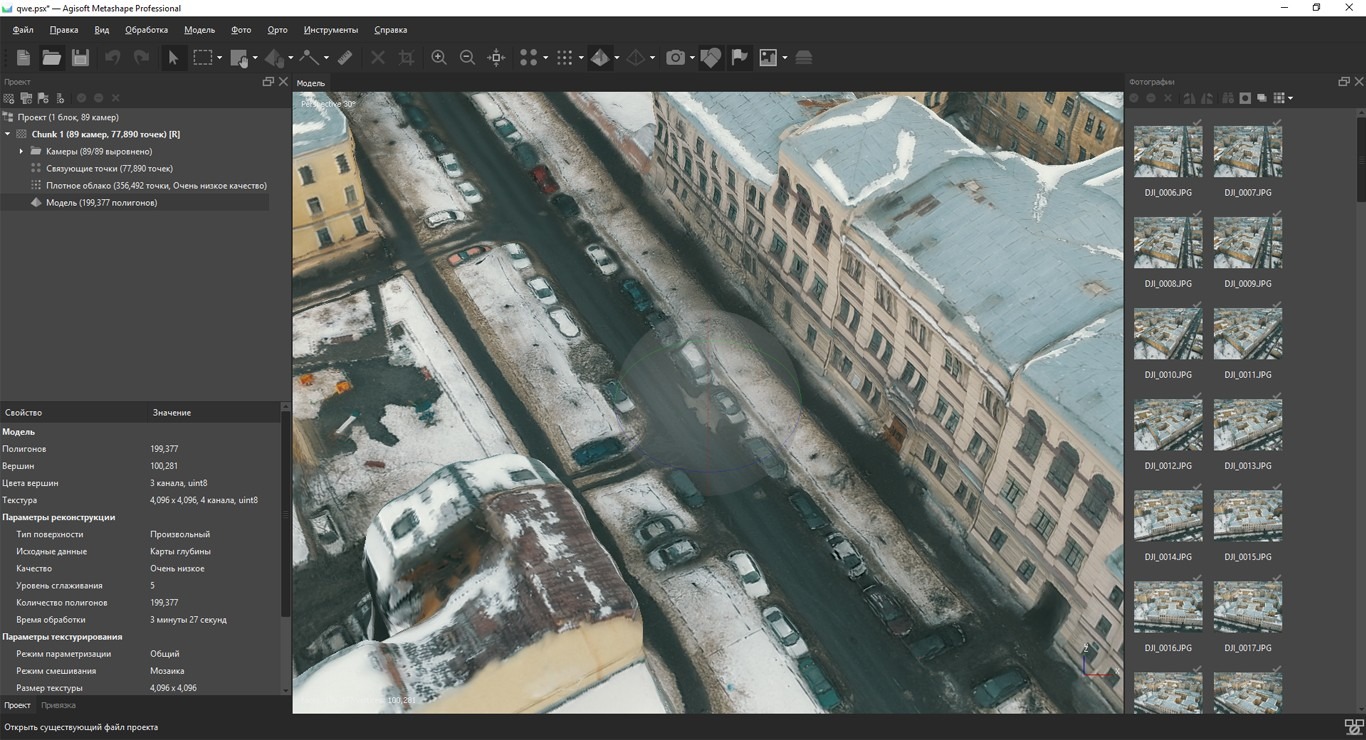 qwe.psx* — Agisoft Metashape Professional
Файл Правка Вид Обработка Модель Фото Орто Инструменты Справка
Проект
Проект (1 блок, 89 камер)
Chunk 1 (89 камер, 77,890 точек) [R]
Камеры (89/89 выровнено)
Связующие точки (77,890 точек)
Плотное облако (356,492 точки, Очень низкое качество)
Модель (199,377 полигонов)
Свойство Значение
Модель
Полигонов 199,377
Вершин 100,281
Цвета вершин 3 канала, uint8
Текстура 4,096 x 4,096, 4 канала, uint8
Параметры реконструкции
Тип поверхности Произвольный
Исходные данные Карты глубины
Качество Очень низкое
Уровень сглаживания 5
Количество полигонов 199,377
Время обработки 3 минуты 27 секунд
Параметры текстурирования
Режим параметризации Общий
Режим смешивания Мозаика
Размер текстуры 4,096 x 4,096
Проект Привязка
Открыть существующий файл проекта
Модель
Perspective 30°
100,281
Z
X
Фотографии
DJI_0006.JPG DJI_0007.JPG
DJI_0008.JPG DJI_0009.JPG
DJI_0010.JPG DJI_0011.JPG
DJI_0012.JPG DJI_0013.JPG
DJI_0014.JPG DJI_0015.JPG
DJI_0016.JPG DJI_0017.JPG